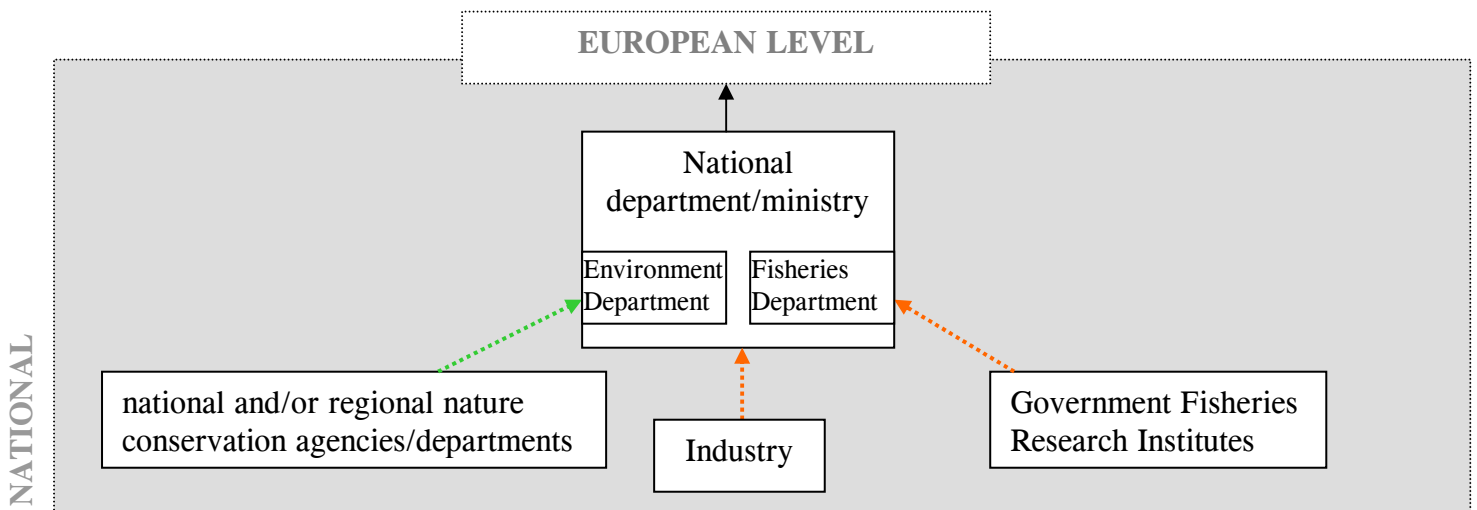 EUROPEAN LEVEL
National
department/ministry
Environment
Department
Fisheries
Department
NATIONAL
national and/or regional nature
conservation agencies/departments
Industry
Government Fisheries
Research Institutes